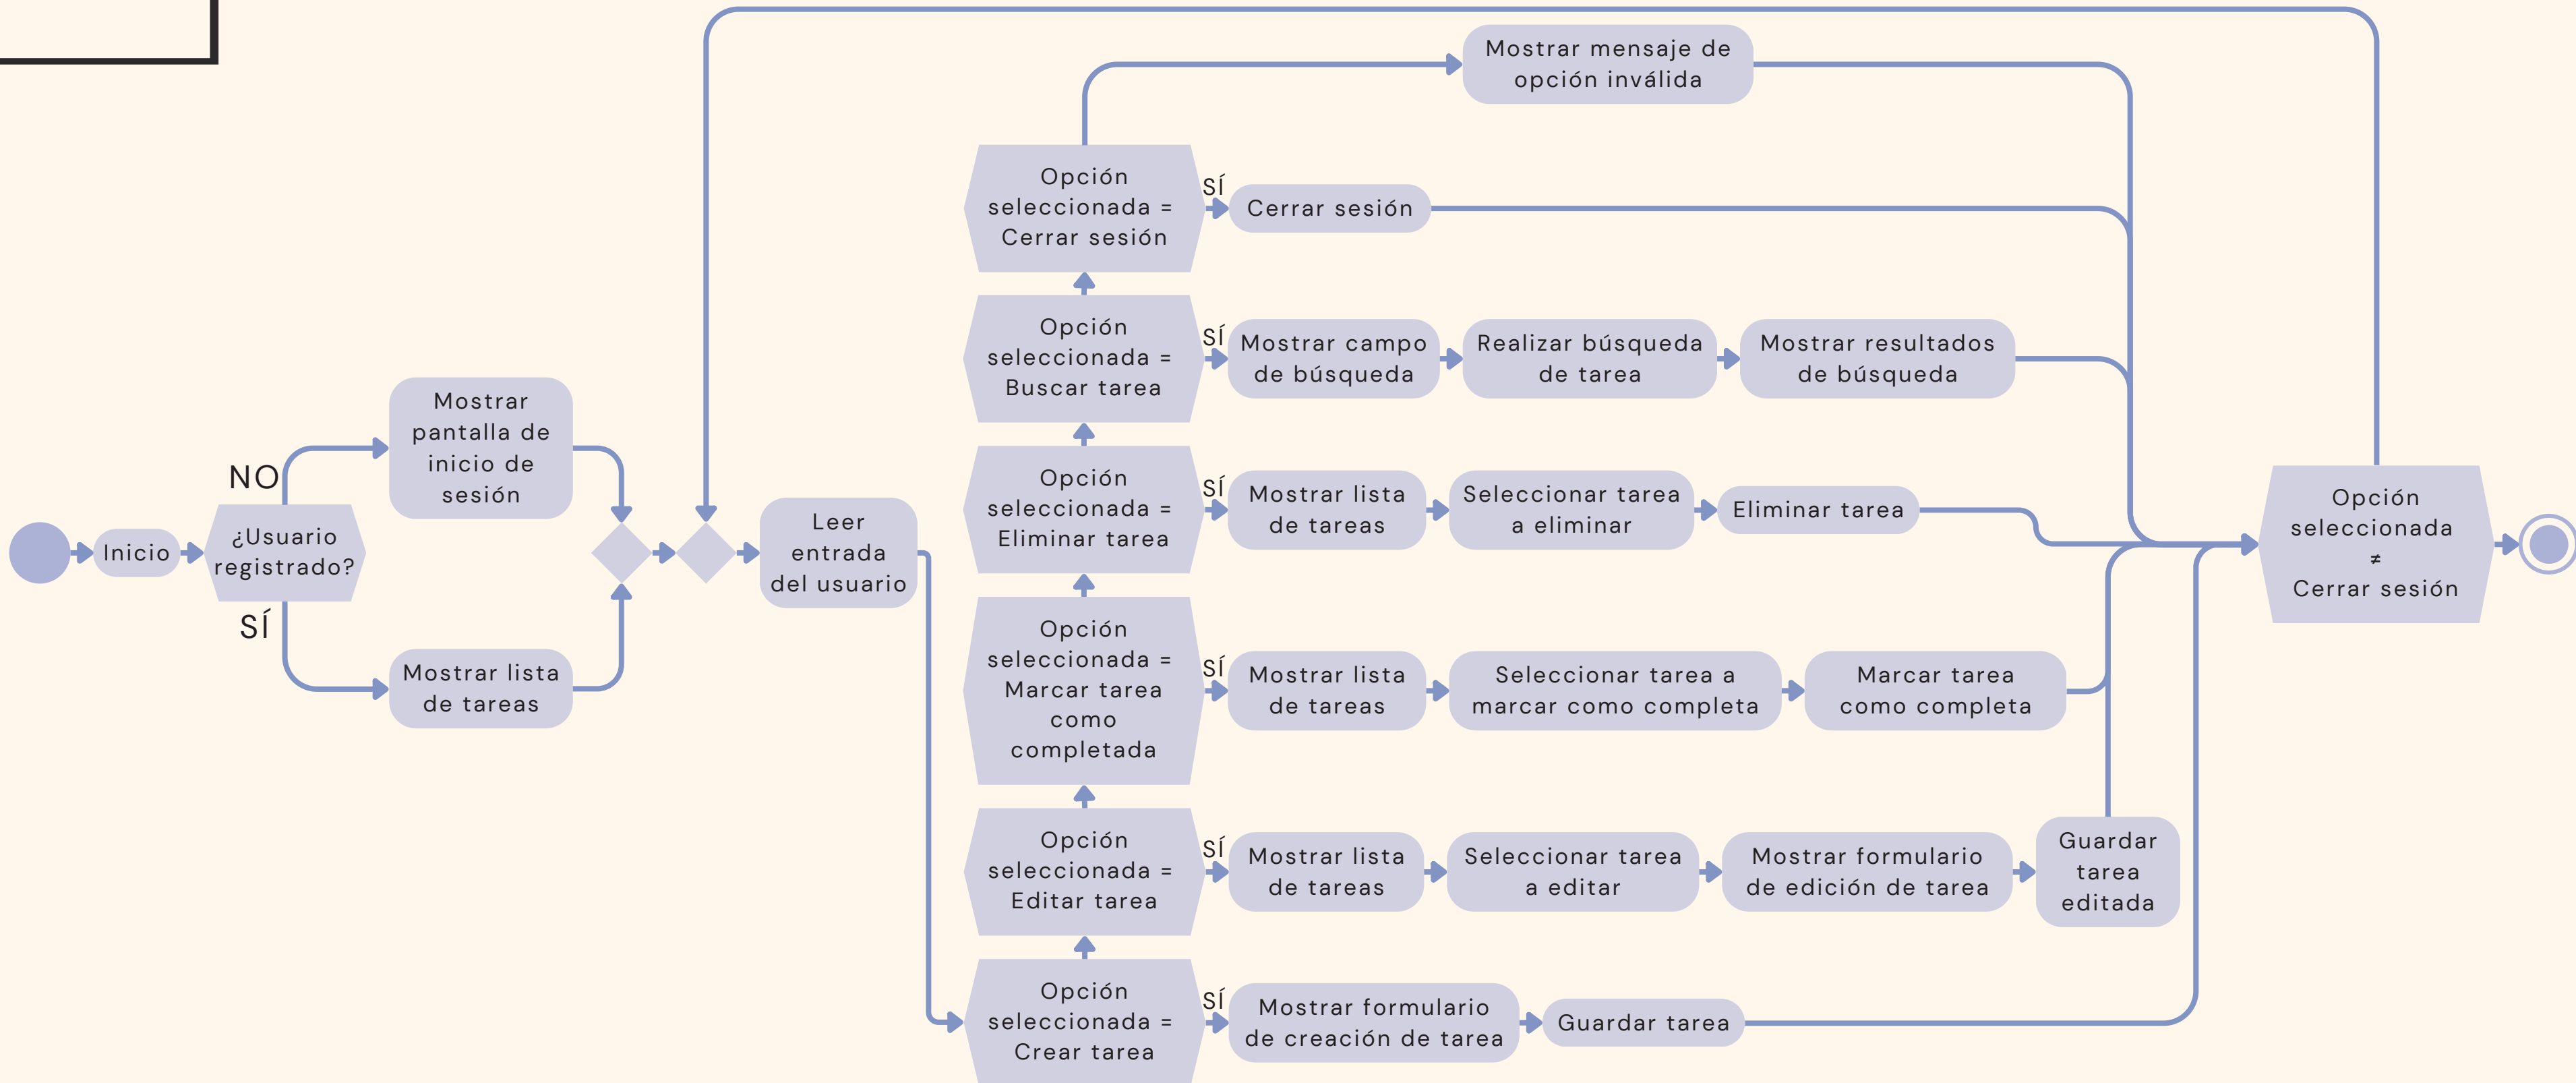 Inicio
¿Usuario
registrado?
NO
SÍ
Mostrar
pantalla de
inicio de
sesión
Mostrar lista
de tareas
Leer
entrada
del usuario
Mostrar mensaje de
opción inválida
Opción
seleccionada =
Cerrar sesión
SÍ
Cerrar sesión
Opción
seleccionada =
Buscar tarea
SÍ
Mostrar campo
de búsqueda
Realizar búsqueda
de tarea
Mostrar resultados
de búsqueda
Opción
seleccionada =
Eliminar tarea
SÍ
Mostrar lista
de tareas
Seleccionar tarea
a eliminar
Eliminar tarea
Opción
seleccionada =
Marcar tarea
como
completada
SÍ
Mostrar lista
de tareas
Seleccionar tarea a
marcar como completa
Marcar tarea
como completa
Opción
seleccionada =
Editar tarea
SÍ
Mostrar lista
de tareas
Seleccionar tarea
a editar
Mostrar formulario
de edición de tarea
Guardar
tarea
editada
Opción
seleccionada =
Crear tarea
SÍ
Mostrar formulario
de creación de tarea
Guardar tarea
Opción
seleccionada
≠
Cerrar sesión